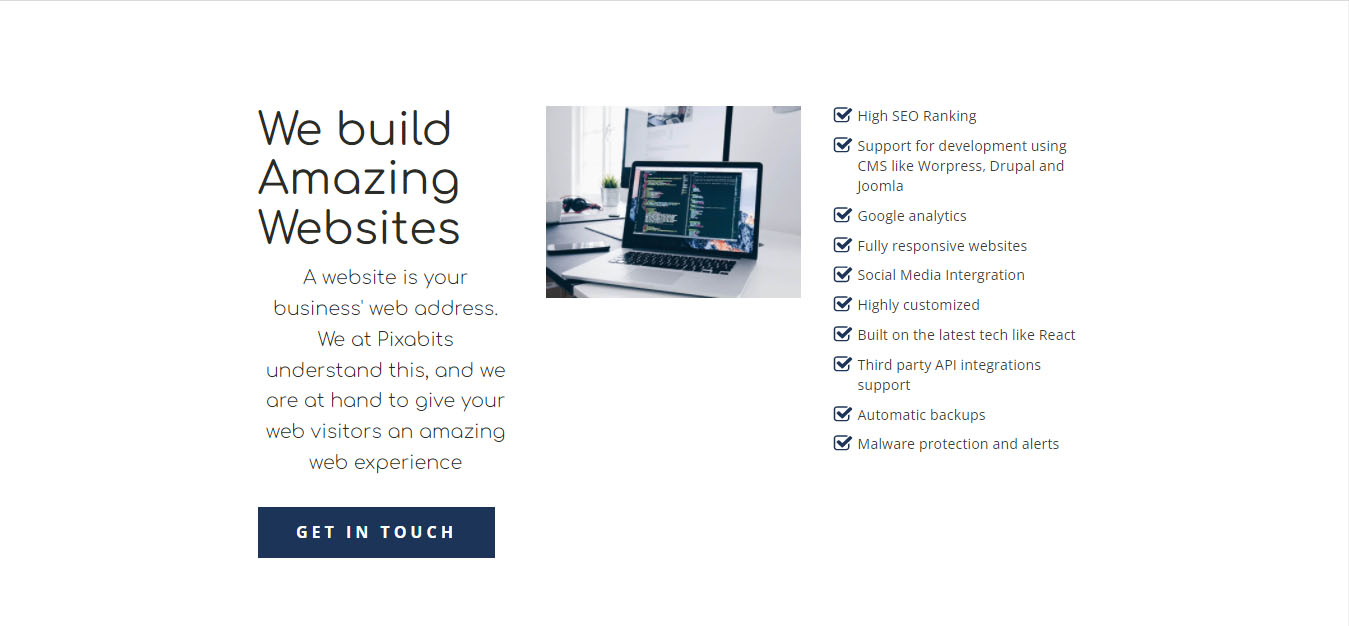 We build
Amazing
Websites
A website is your
business' web address.
We at Pixabits
understand this, and we
are at hand to give your
web visitors an amazing
web experience
GET IN TOUCH
High SEO Ranking
Support for development using
CMS like Worpress, Drupal and
Joomla
Google analytics
Fully responsive websites
Social Media Intergration
Highly customized
Built on the latest tech like React
Third party API integrations
support
Automatic backups
Malware protection and alerts